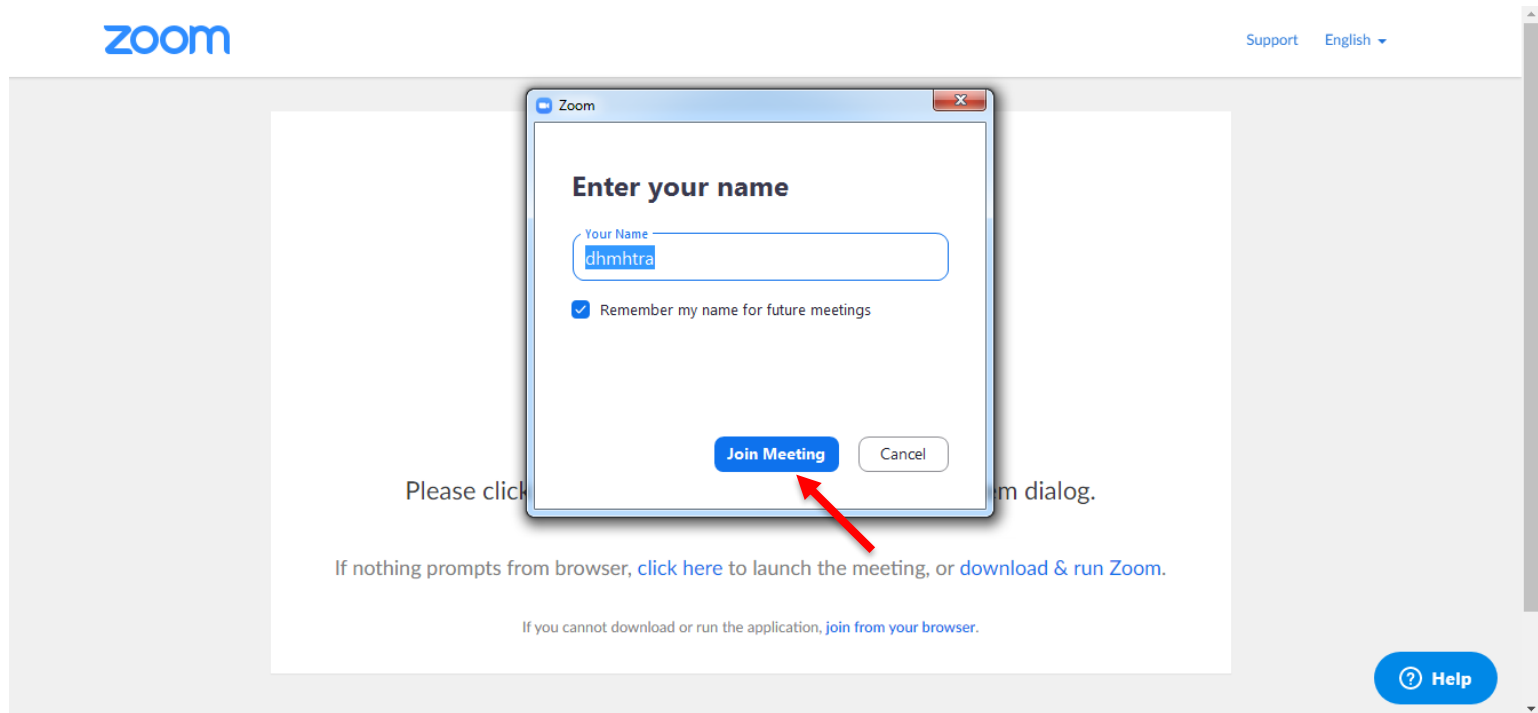 zoom
Support English
Zoom
Enter your name
Your Name
dhmhtra
Remember my name for future meetings
Join Meeting Cancel
Please click m dialog.
If nothing prompts from browser, click here to launch the meeting, or download & run Zoom.
If you cannot download or run the application, join from your browser.
? Help